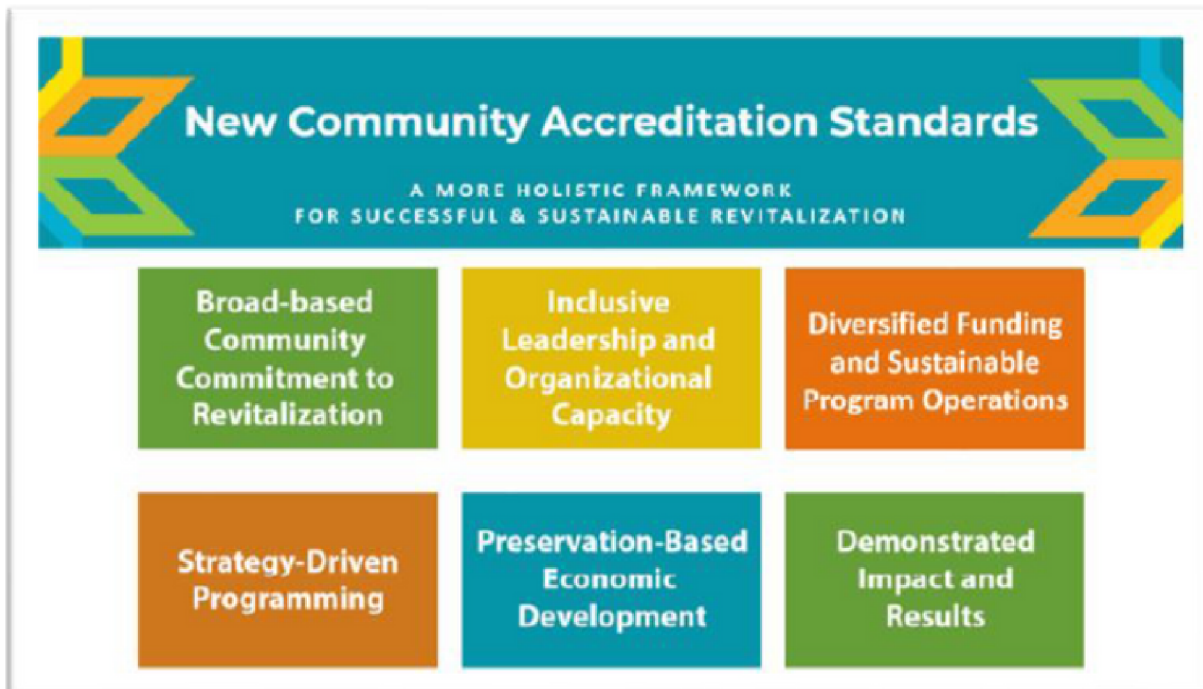 New Community Accreditation Standards
A MORE HOLISTIC FRAMEWORK
FOR SUCCESSFUL & SUSTAINABLE REVITALIZATION
Broad-based
Community
Commitment to
Revitalization
Inclusive
Leadership and
Organizational
Capacity
Diversified Funding
and Sustainable
Program Operations
Strategy-Driven
Programming
Preservation-Based
Economic
Development
Demonstrated
Impact and
Results